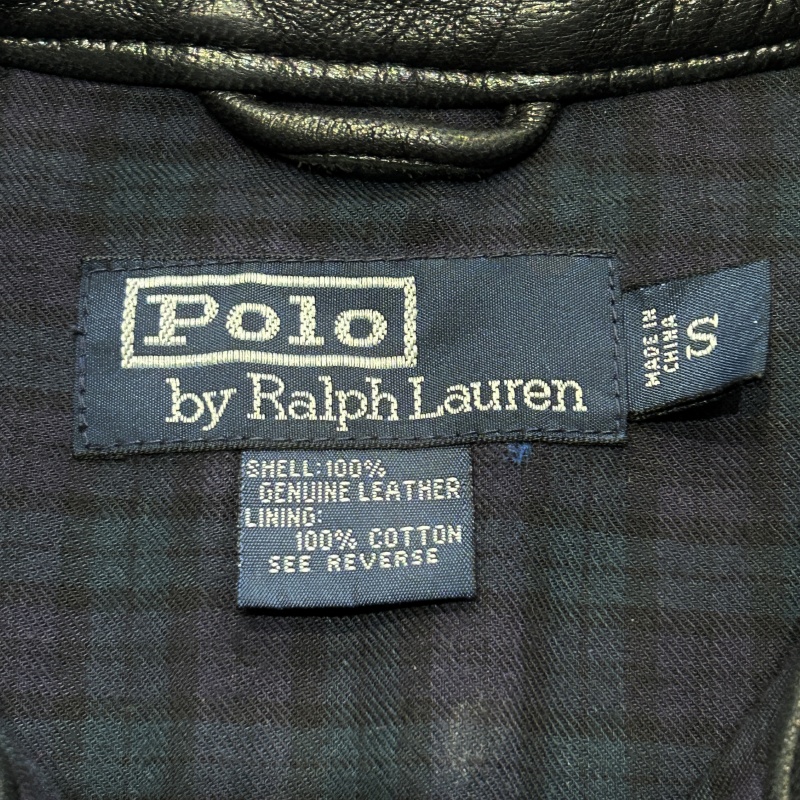 Polo
by Ralph Lauren
MADE IN
CHINA
S
SHELL: 100%
GENUINE LEATHER
LINING:
100% COTTON
SEE REVERSE